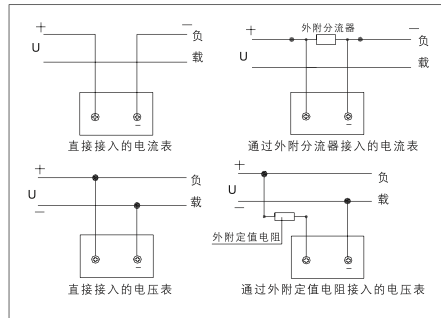 +
—
负
U
载
—
直接接入的电流表
外附分流器
+
—
负
U
载
—
通过外附分流器接入的电流表
+
负
U
—
载
—
直接接入的电压表
+
负
U
—
载
外附定值电阻
—
通过外附定值电阻接入的电压表